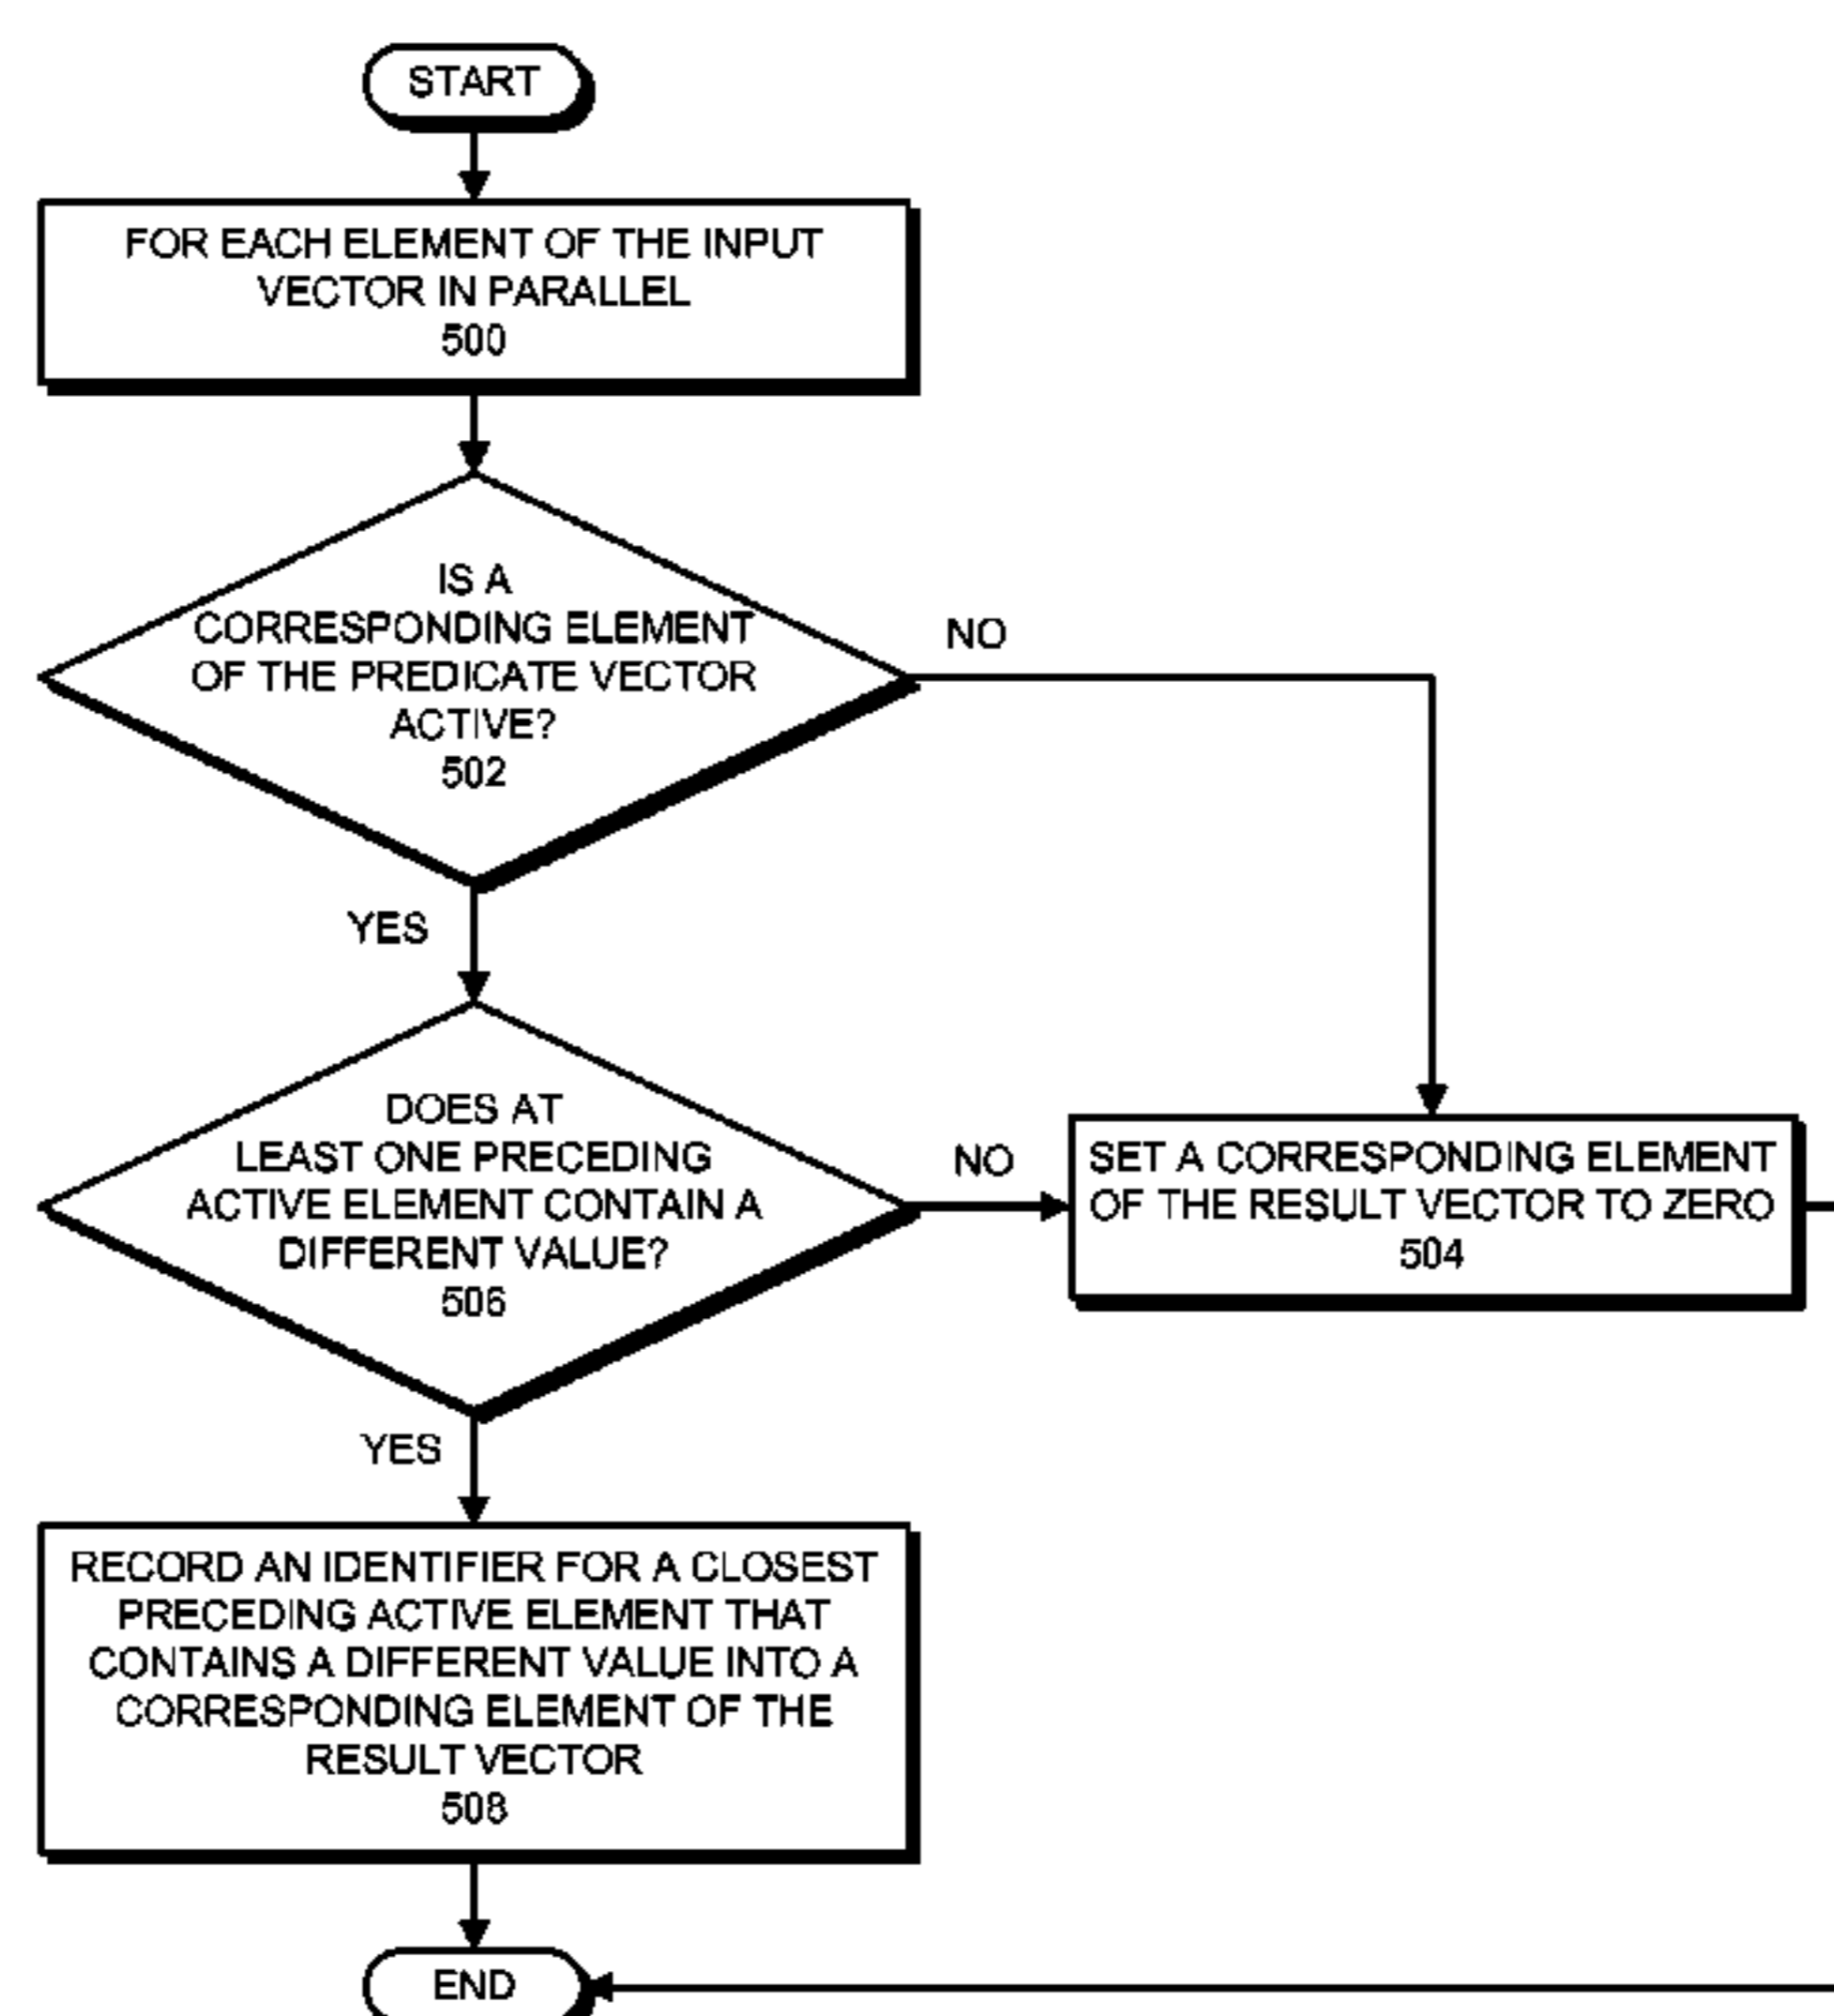 START
FOR EACH ELEMENT OF THE INPUT
VECTOR IN PARALLEL
500
IS A
CORRESPONDING ELEMENT
OF THE PREDICATE VECTOR
ACTIVE?
502
NO
YES
DOES AT
LEAST ONE PRECEDING
ACTIVE ELEMENT CONTAIN A
DIFFERENT VALUE?
506
NO
SET A CORRESPONDING ELEMENT
OF THE RESULT VECTOR TO ZERO
504
YES
RECORD AN IDENTIFIER FOR A CLOSEST
PRECEDING ACTIVE ELEMENT THAT
CONTAINS A DIFFERENT VALUE INTO A
CORRESPONDING ELEMENT OF THE
RESULT VECTOR
508
END